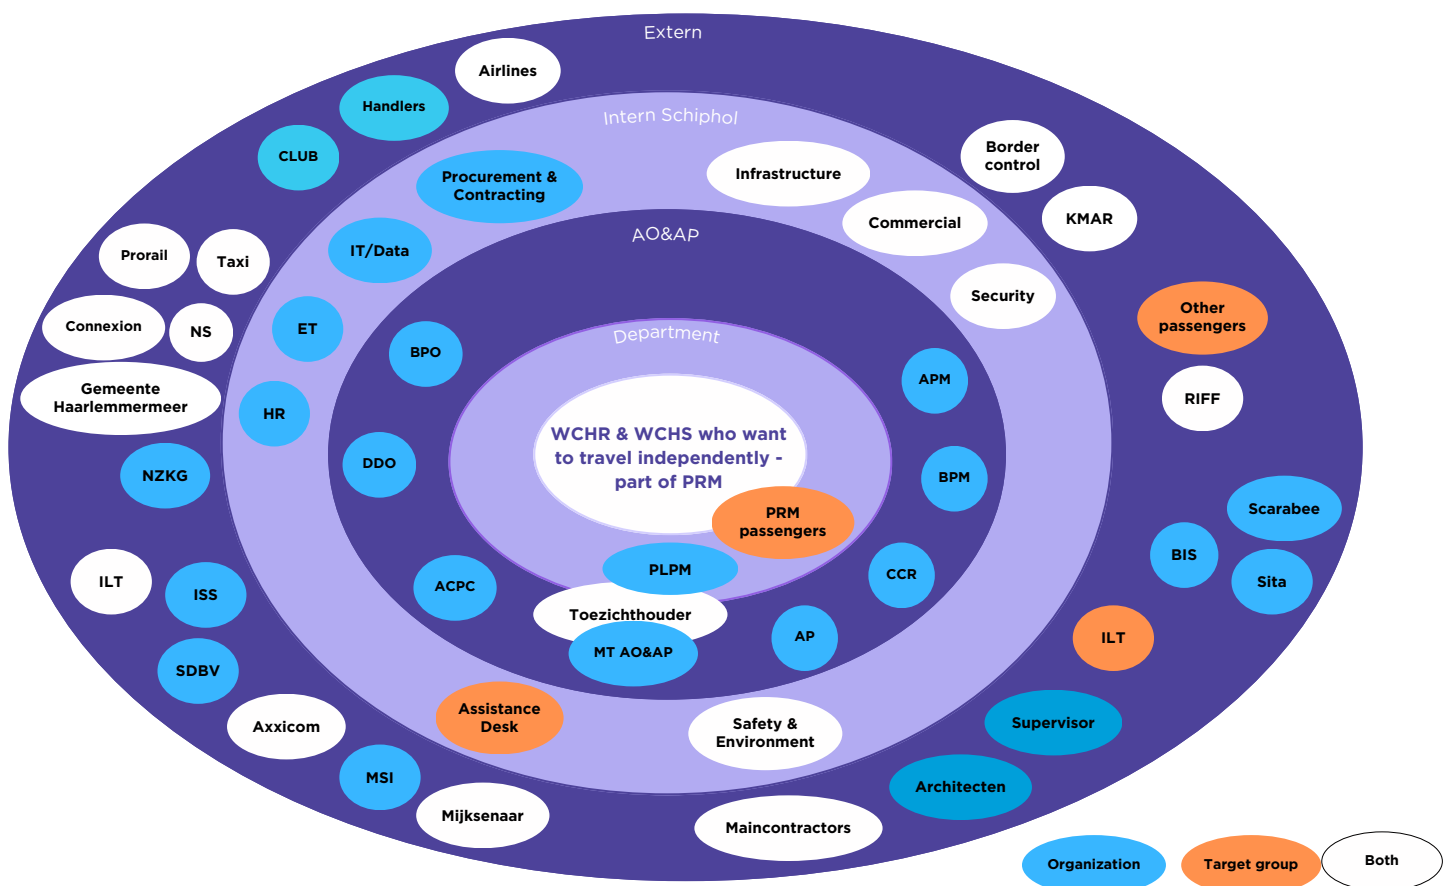 Extern
Airlines
Handlers
CLUB
Intern Schiphol
Border
control
Procurement &
Contracting
Infrastructure
Commercial
KMAR
IT/Data
AO&AP
Prorail
Taxi
Security
Other
passengers
Connexion
NS
ET
BPO
Department
APM
Gemeente
Haarlemmermeer
HR
RIFF
WCHR & WCHS who want
to travel independently -
part of PRM
NZKG
DDO
BPM
PRM
passengers
Scarabee
BIS
Sita
ILT
ISS
ACPC
PLPM
CCR
Toezichthouder
MT AO&AP
AP
ILT
SDBV
Axxicom
Assistance
Desk
Safety &
Environment
Supervisor
MSI
Architecten
Mijksenaar
Maincontractors
Organization
Target group
Both